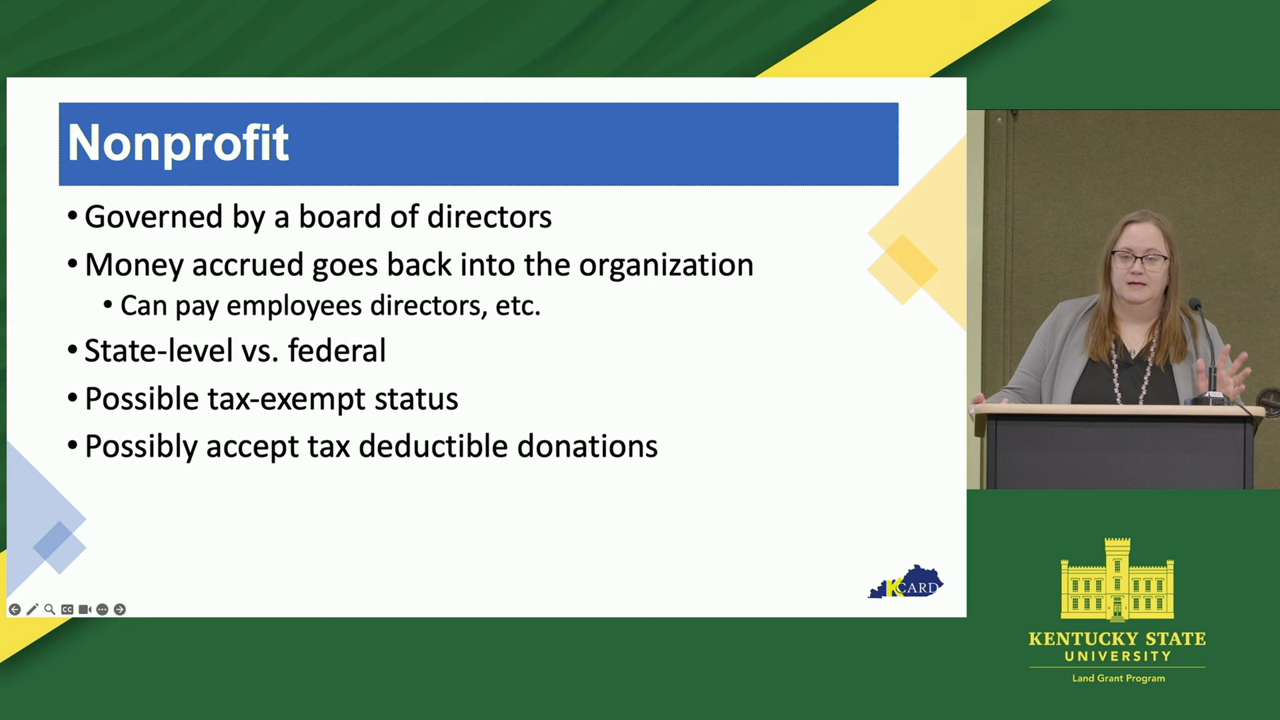 Nonprofit
• Governed by a board of directors
• Money accrued goes back into the organization
• Can pay employees directors, etc.
• State-level vs. federal
• Possible tax-exempt status
• Possibly accept tax deductible donations
KCARD
KENTUCKY STATE
UNIVERSITY
Land Grant Program